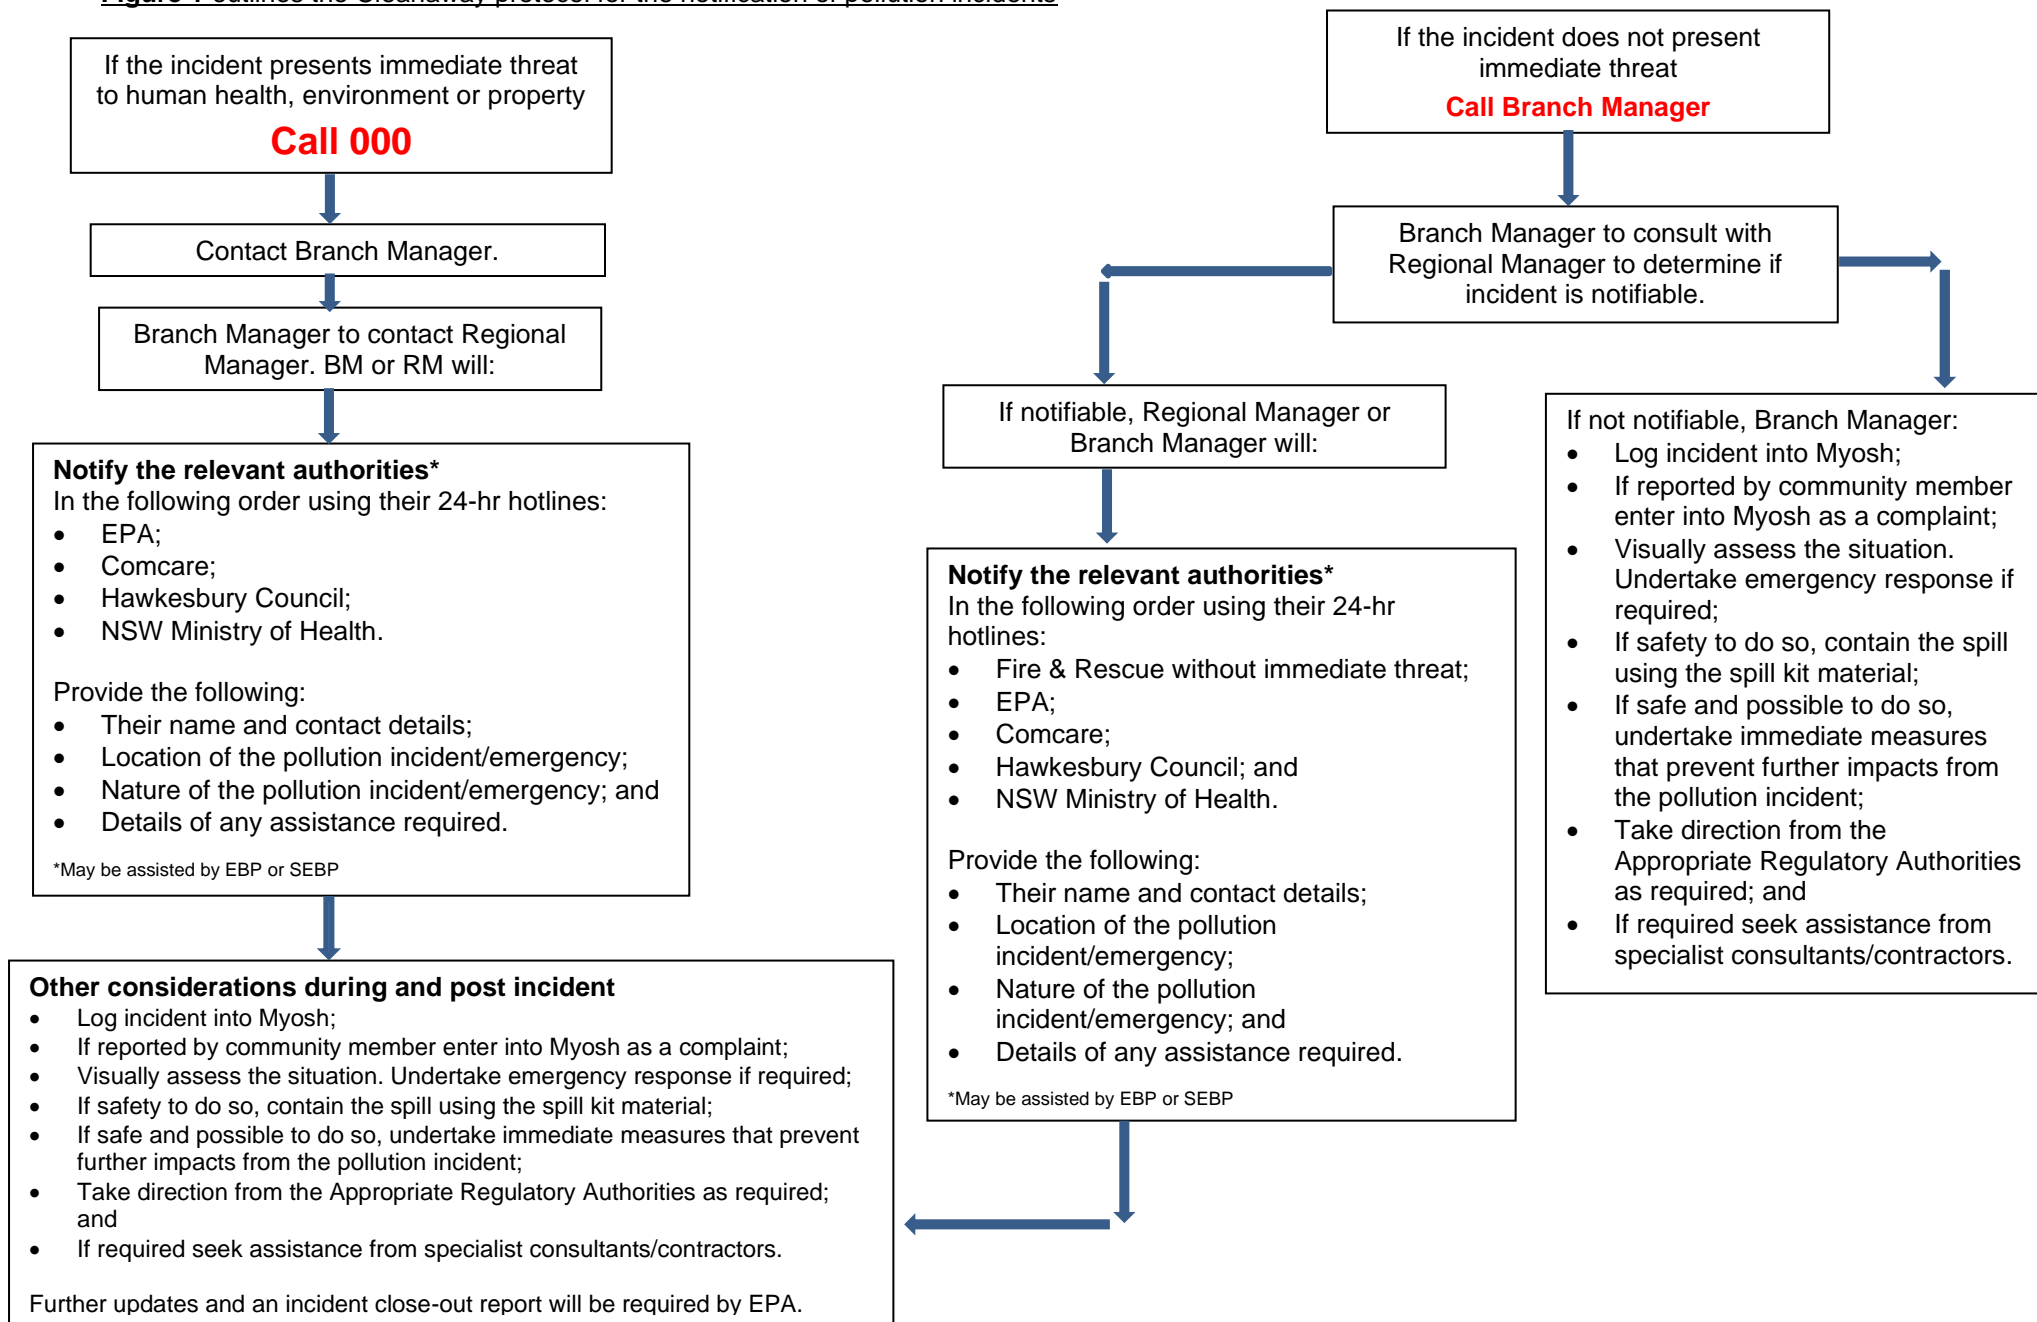 Figure 1 outlines the Cleanaway protocol for the notification of pollution incidents
If the incident presents immediate threat
to human health, environment or property
Call 000
Contact Branch Manager.
Branch Manager to contact Regional
Manager. BM or RM will:
Notify the relevant authorities*
In the following order using their 24-hr hotlines:
• EPA;
• Comcare;
• Hawkesbury Council;
• NSW Ministry of Health.
Provide the following:
• Their name and contact details;
• Location of the pollution incident/emergency;
• Nature of the pollution incident/emergency; and
• Details of any assistance required.
*May be assisted by EBP or SEBP
Other considerations during and post incident
• Log incident into Myosh;
• If reported by community member enter into Myosh as a complaint;
• Visually assess the situation. Undertake emergency response if required;
• If safety to do so, contain the spill using the spill kit material;
• If safe and possible to do so, undertake immediate measures that prevent
further impacts from the pollution incident;
• Take direction from the Appropriate Regulatory Authorities as required;
and
• If required seek assistance from specialist consultants/contractors.
Further updates and an incident close-out report will be required by EPA.
If the incident does not present
immediate threat
Call Branch Manager
Branch Manager to consult with
Regional Manager to determine if
incident is notifiable.
If notifiable, Regional Manager or
Branch Manager will:
Notify the relevant authorities*
In the following order using their 24-hr
hotlines:
• Fire & Rescue without immediate threat;
• EPA;
• Comcare;
• Hawkesbury Council; and
• NSW Ministry of Health.
Provide the following:
• Their name and contact details;
• Location of the pollution
incident/emergency;
• Nature of the pollution
incident/emergency; and
• Details of any assistance required.
*May be assisted by EBP or SEBP
If not notifiable, Branch Manager:
• Log incident into Myosh;
• If reported by community member
enter into Myosh as a complaint;
• Visually assess the situation.
Undertake emergency response if
required;
• If safety to do so, contain the spill
using the spill kit material;
• If safe and possible to do so,
undertake immediate measures
that prevent further impacts from
the pollution incident;
• Take direction from the
Appropriate Regulatory Authorities
as required; and
• If required seek assistance from
specialist consultants/contractors.